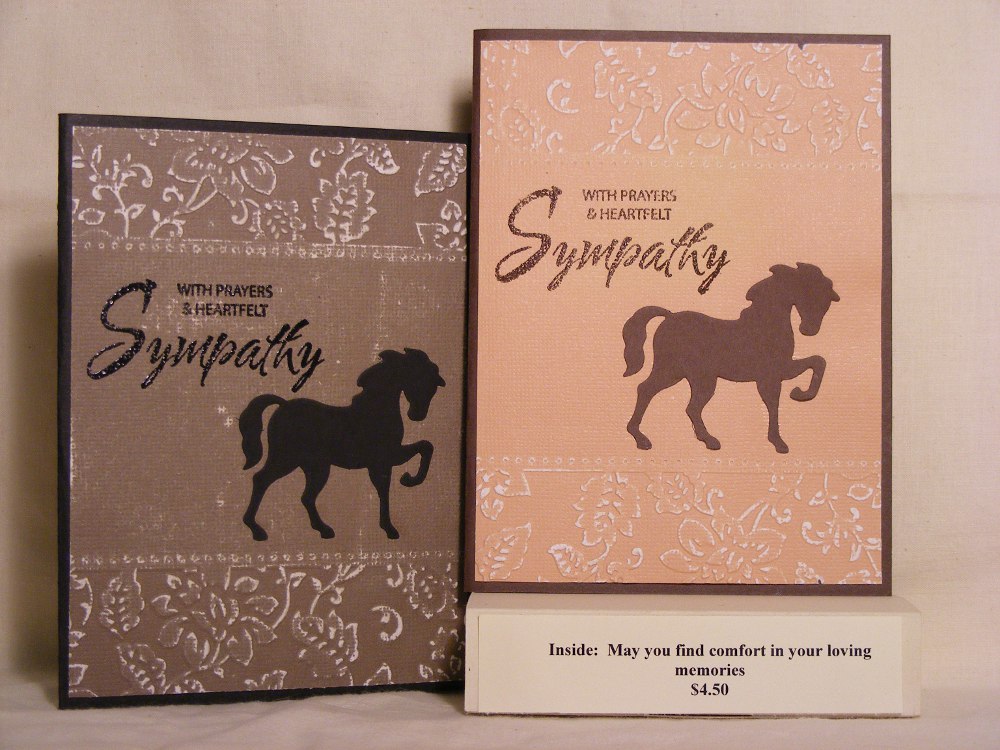 WITH PRAYERS
& HEARTFELT
Sympathy
WITH PRAYERS
& HEARTFELT
Sympathy
Inside: May you find comfort in your loving
memories
$4.50